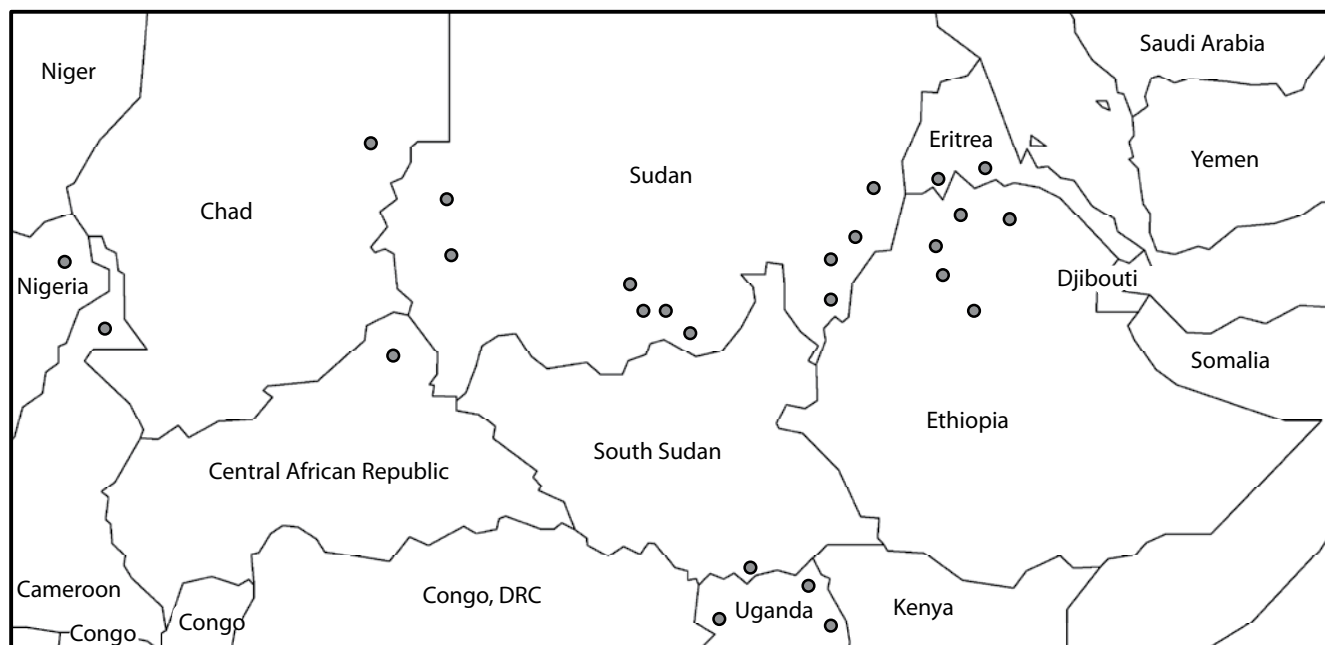 Saudi Arabia
Niger
Eritrea
Yemen
Sudan
Chad
Nigeria
Djibouti
Somalia
Ethiopia
South Sudan
Central African Republic
Cameroon
Congo, DRC
Uganda
Kenya
Congo
Congo